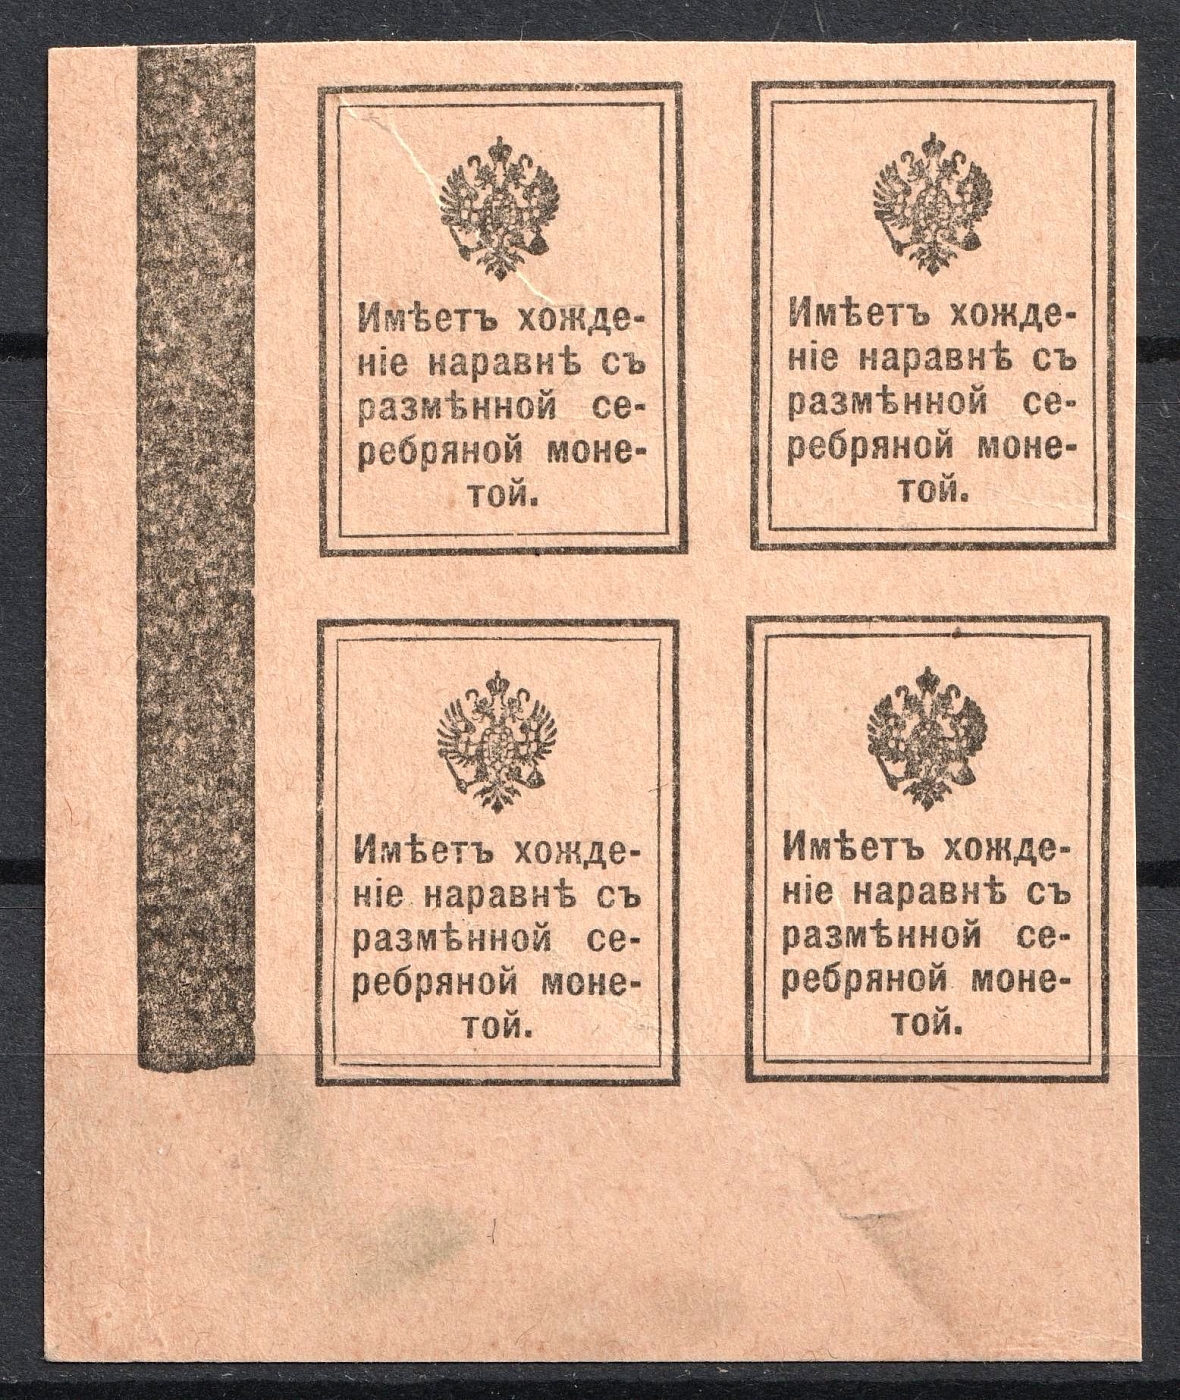 Имѣетъ хожде-
ніе наравнѣ съ
размѣнной се-
ребряной моне-
той.
Имѣетъ хожде-
ніе наравнѣ съ
размѣнной се-
ребряной моне-
той.
Имѣетъ хожде-
ніе наравнѣ съ
размѣнной се-
ребряной моне-
той.
Имѣетъ хожде-
ніе наравнѣ съ
размѣнной се-
ребряной моне-
той.